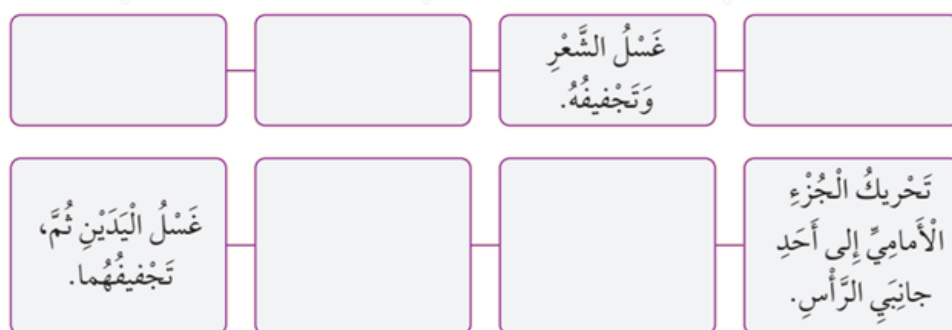 غَسْلُ الشَّعْرِ
وَتَجْفيفُهُ.
تَحْريكُ الْجُزْءِ
الْأَمامِيِّ إِلى أَحَدِ
جانِبَيِ الرَّأْسِ.
غَسْلُ الْيَدَيْنِ ثُمَّ،
تَجْفيفُهُما.